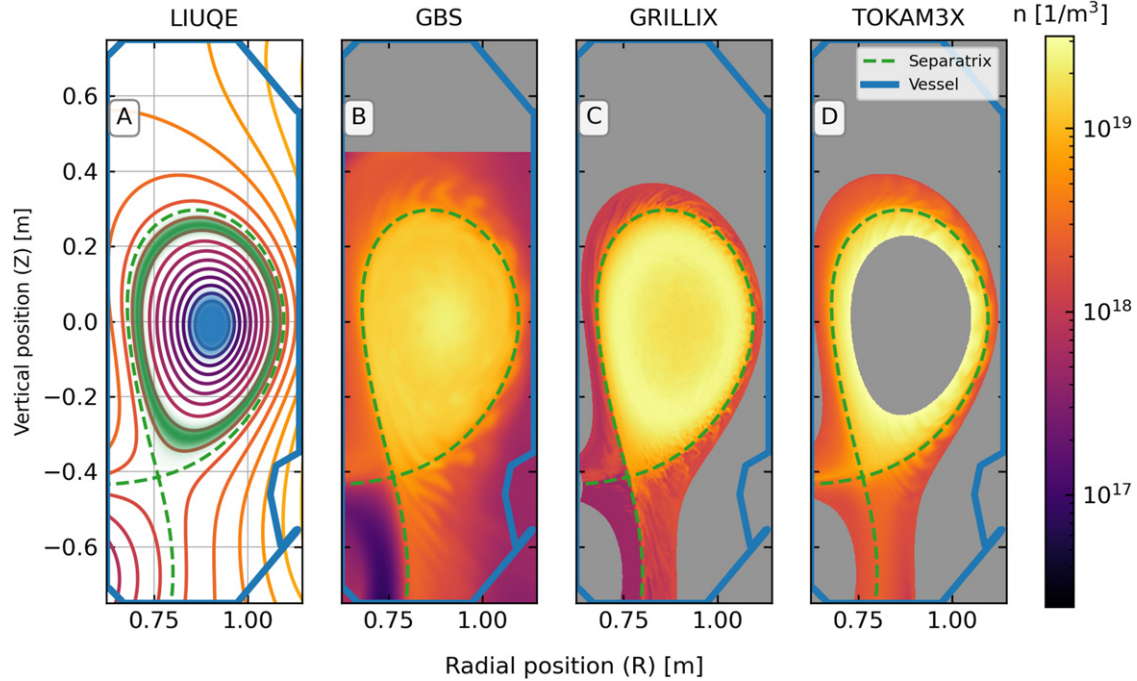 LIUQE
GBS
GRILLIX
TOKAM3X
n [1/m³]
A
B
C
D
Separatrix
Vessel
Vertical position (Z) [m]
0.6
0.4
0.2
0.0
−0.2
−0.4
−0.6
10¹⁹
10¹⁸
10¹⁷
0.75 1.00
0.75 1.00
0.75 1.00
0.75 1.00
Radial position (R) [m]